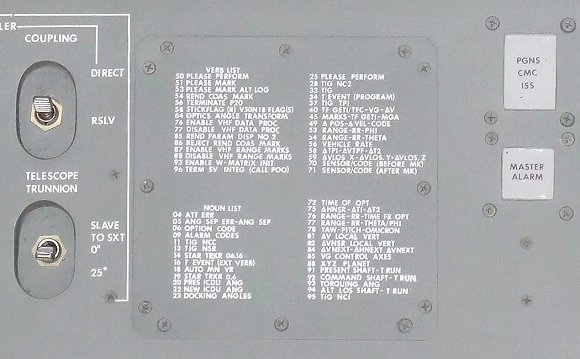 LER
COUPLING
DIRECT
RSLV
TELESCOPE
TRUNNION
SLAVE
TO SXT
0°
25°
VERB LIST
50 PLEASE PERFORM
51 PLEASE MARK
53 PLEASE MARK ALT LOG
54 REND COAS MARK
56 TERMINATE P20
58 STICKFLAG (R) V50N18 FLAG(S)
64 OPTICS ANGLE TRANSFORM
76 ENABLE VHF DATA PROC
77 DISABLE VHF DATA PROC
85 REND PARAM DISP NO 2
86 REJECT REND COAS MARK
87 ENABLE VHF RANGE MARKS
88 DISABLE VHF RANGE MARKS
93 ENABLE W-MATRIX INIT
96 TERM SV INTEG (CALL POO)
NOUN LIST
04 ATT ERR
05 ANG SEP ERR-ANG SEP
06 OPTION CODE
09 ALARM CODES
11 TIG NCC
13 TIG NSR
14 STAR TRKR
16 T EVENT (EXT VERB)
18 AUTO MN VR
19 STAR TRKR
20 PRES ICDU ANG
22 NEW ICDU ANG
23 DOCKING ANGLES
25 PLEASE PERFORM
28 TIG NC2
33 TIG
34 T EVENT (PROGRAM)
37 TIG TPI
40 TF GETI/TFC-VG-ΔV
45 MARKS-TF GETI-MGA
49 Δ POS-ΔVEL-CODE
53 RANGE-RR-PHI
54 RANGE-RR-THETA
56 VEHICLE RATE
58 ΔTPI-ΔVTPF-ΔT2
59 ΔVLOS X-ΔVLOS, Y-ΔVLOS, Z
70 SENSOR/CODE (BEFORE MK)
71 SENSOR/CODE (AFTER MK)
72 TIME OF OPT
75 ΔHNSR-ΔT1-ΔT2
76 RANGE-RR-TIME FR OPT
77 RANGE-RR-THETA/PHI
78 YAW-PITCH-OMICRON
81 ΔV LOCAL VERT
82 ΔVNSR LOCAL VERT
84 ΔVNEXT-ΔHNEXT ΔVNEXT
85 VG CONTROL AXES
88 XYZ PLANET
91 PRESENT SHAFT-T RUN
92 COMMAND SHAFT-T RUN
93 TORQUING ANG
94 ALT LOS SHAFT-T RUN
95 TIG NC1
PGNS
CMC
ISS
MASTER
ALARM